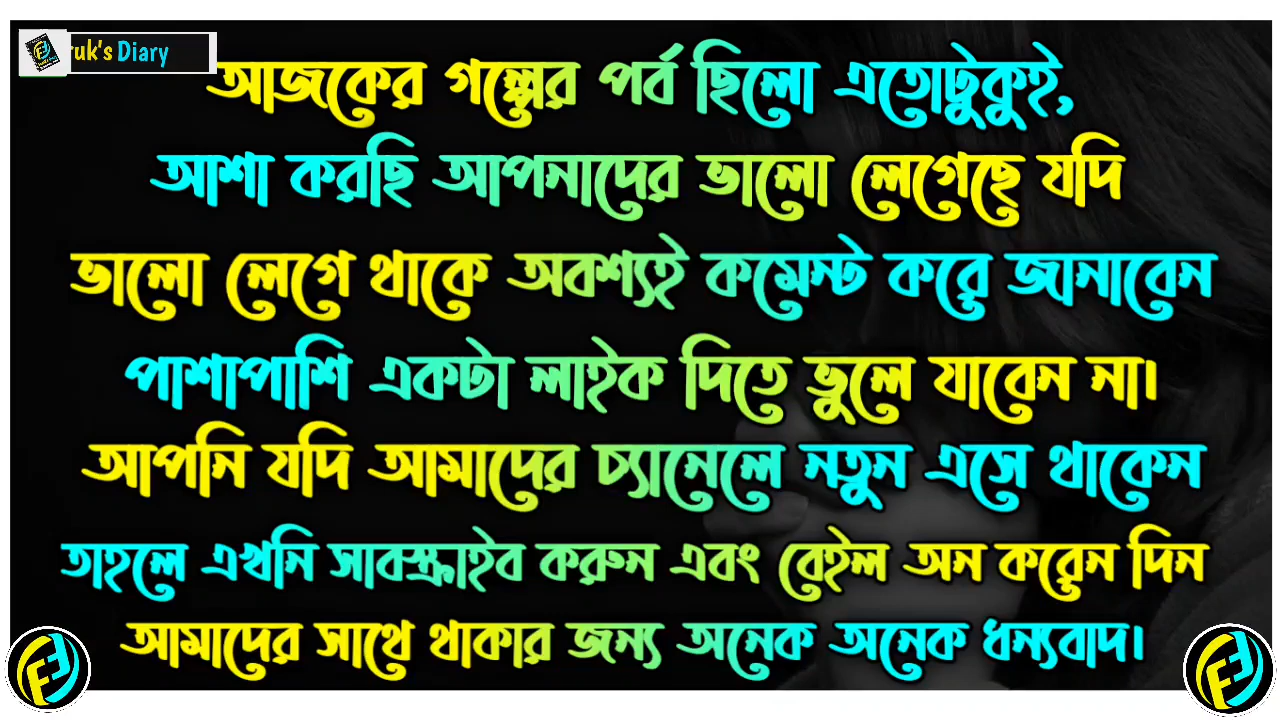 ruk's Diary
আজকের গল্পের পর্ব ছিলো এতোটুকুই,
আশা করছি আপনাদের ভালো লেগেছে যদি
ভালো লেগে থাকে অবশ্যই কমেন্ট করে জানাবেন
পাশাপাশি একটা লাইক দিতে ভুলে যাবেন না।
আপনি যদি আমাদের চ্যানেলে নতুন এসে থাকেন
তাহলে এখনি সাবস্ক্রাইব করুন এবং বেইল অন করেন দিন
আমাদের সাথে থাকার জন্য অনেক অনেক ধন্যবাদ।